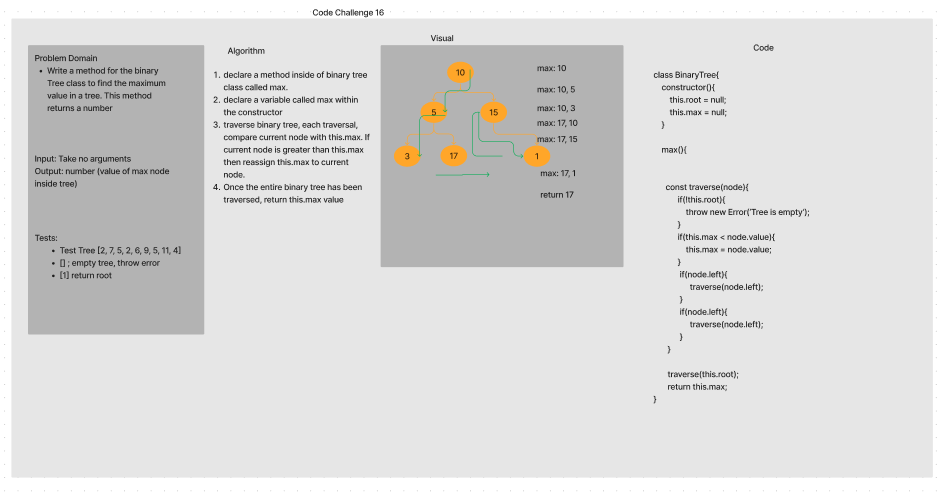 Code Challenge 16
Problem Domain
• Write a method for the binary
Tree class to find the maximum
value in a tree. This method
returns a number
Input: Take no arguments
Output: number (value of max node
inside tree)
Tests:
• Test Tree [2, 7, 5, 2, 6, 9, 5, 11, 4]
• [] ; empty tree, throw error
• [1] return root
Algorithm
1. declare a method inside of binary tree
class called max.
2. declare a variable called max within
the constructor
3. traverse binary tree, each traversal,
compare current node with this.max. If
current node is greater than this.max
then reassign this.max to current
node.
4. Once the entire binary tree has been
traversed, return this.max value
Visual
10
5
15
3
17
1
max: 10
max: 10, 5
max: 10, 3
max: 17, 10
max: 17, 15
max: 17, 1
return 17
Code
class BinaryTree{
constructor(){
this.root = null;
this.max = null;
}
max(){
const traverse(node){
if(!this.root){
throw new Error('Tree is empty');
}
if(this.max < node.value){
this.max = node.value;
}
if(node.left){
traverse(node.left);
}
if(node.left){
traverse(node.left);
}
}
traverse(this.root);
return this.max;
}